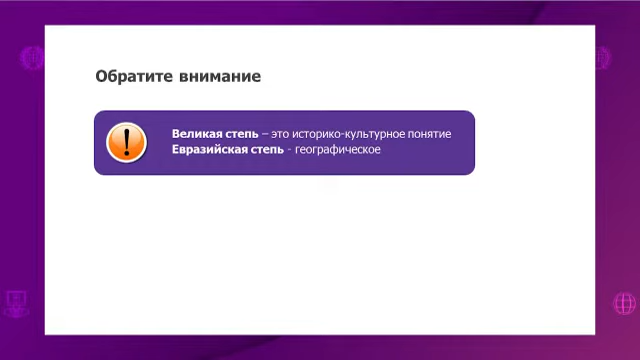 Обратите внимание
Великая степь – это историко-культурное понятие
Евразийская степь - географическое